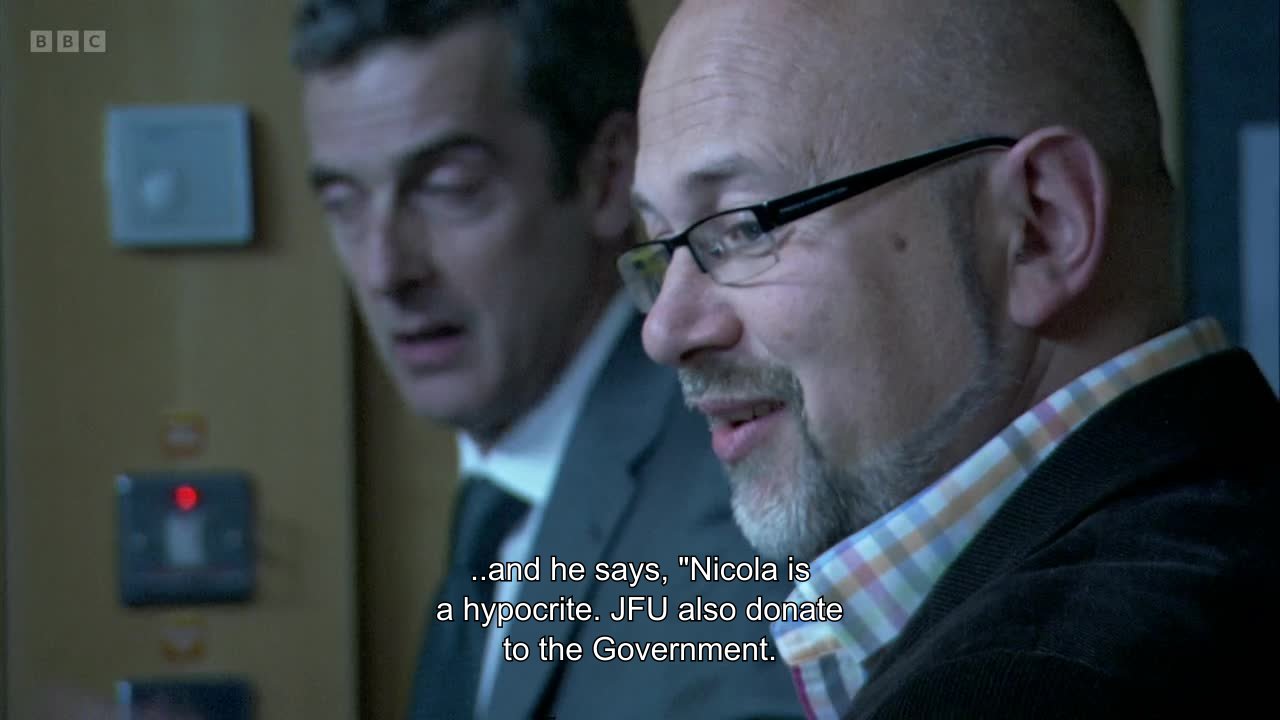 BBC
..and he says, "Nicola is
a hypocrite. JFU also donate
to the Government.